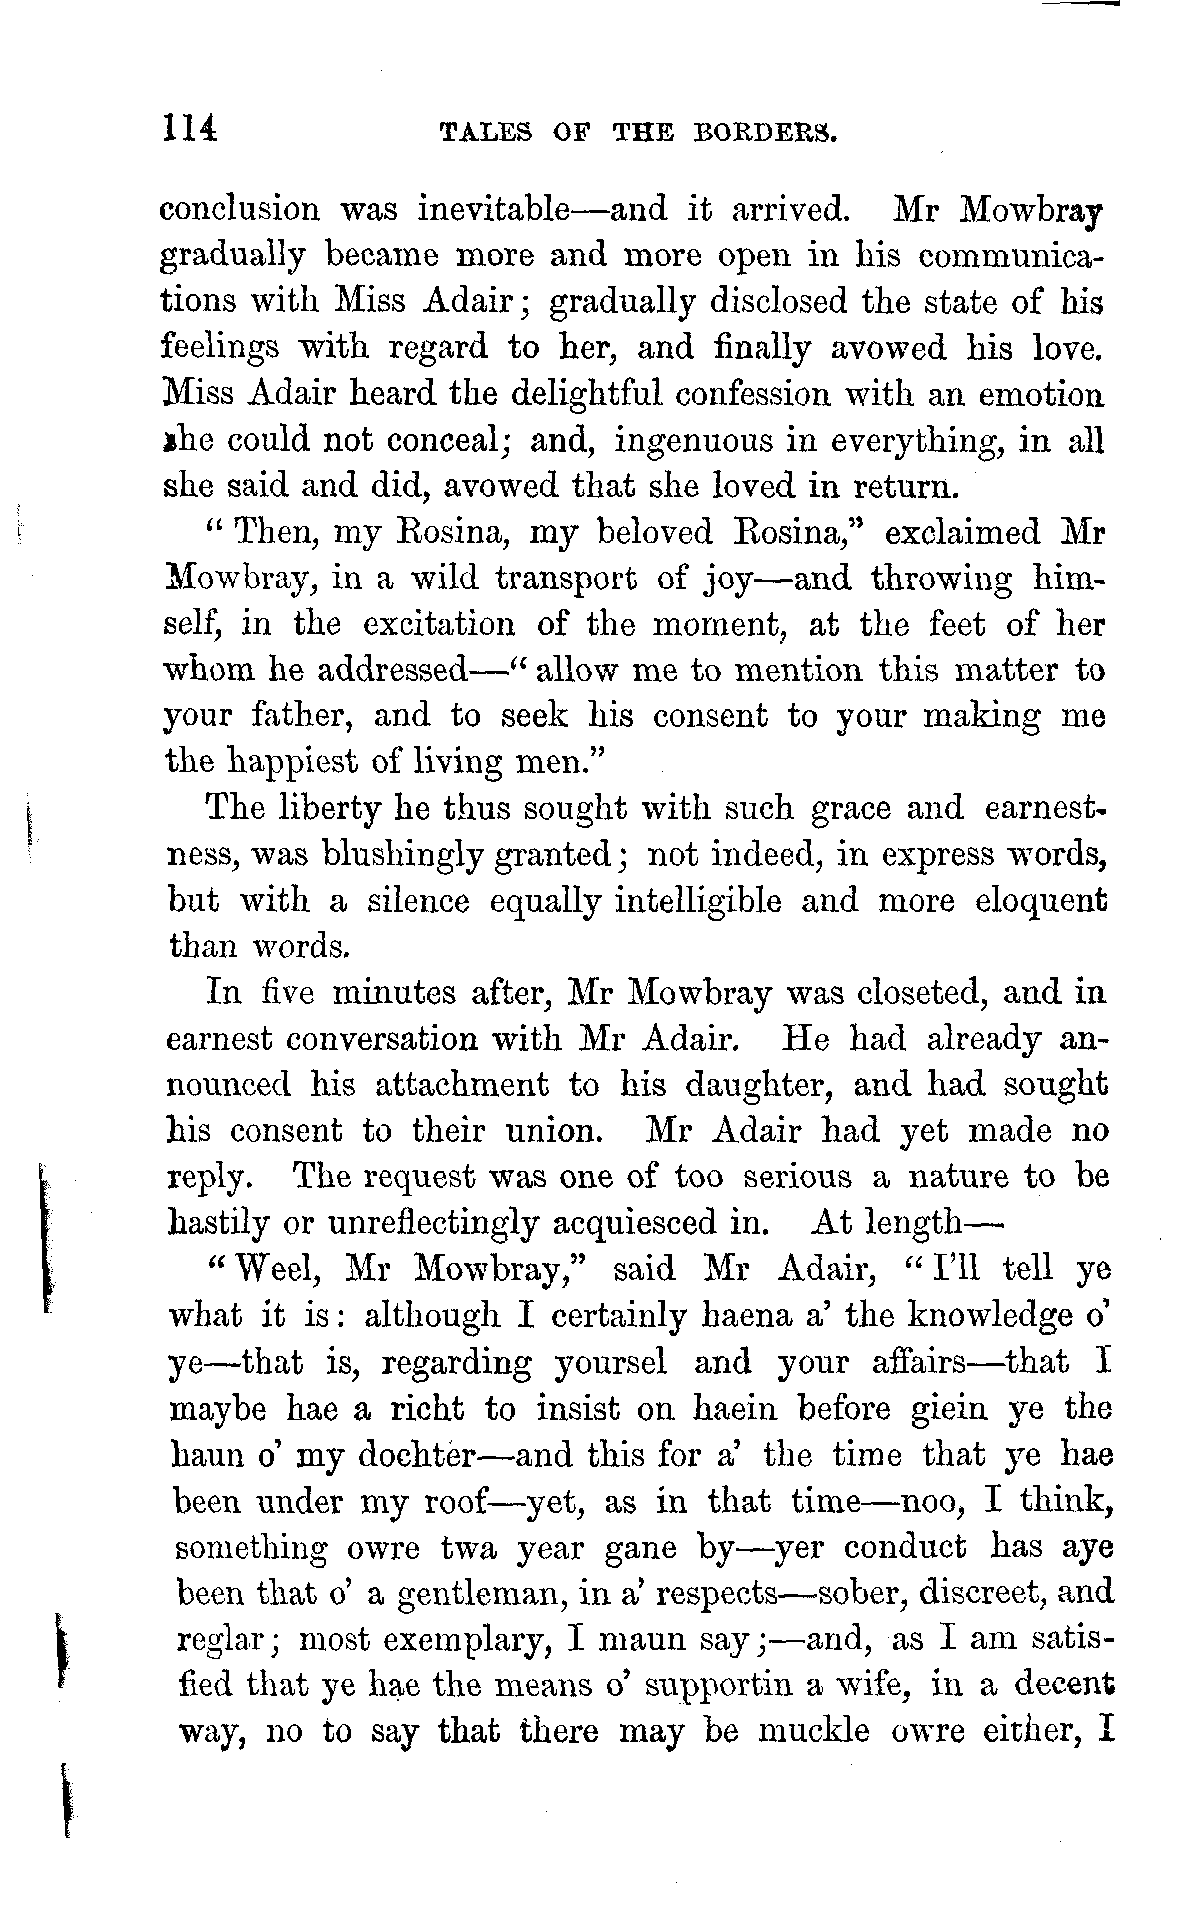 114 TALES OF THE BORDERS.
conclusion was inevitable—and it arrived. Mr Mowbray
gradually became more and more open in his communica-
tions with Miss Adair; gradually disclosed the state of his
feelings with regard to her, and finally avowed his love.
Miss Adair heard the delightful confession with an emotion
she could not conceal; and, ingenuous in everything, in all
she said and did, avowed that she loved in return.
“Then, my Rosina, my beloved Rosina,” exclaimed Mr
Mowbray, in a wild transport of joy—and throwing him-
self, in the excitation of the moment, at the feet of her
whom he addressed—“allow me to mention this matter to
your father, and to seek his consent to your making me
the happiest of living men.”
The liberty he thus sought with such grace and earnest-
ness, was blushingly granted; not indeed, in express words,
but with a silence equally intelligible and more eloquent
than words.
In five minutes after, Mr Mowbray was closeted, and in
earnest conversation with Mr Adair. He had already an-
nounced his attachment to his daughter, and had sought
his consent to their union. Mr Adair had yet made no
reply. The request was one of too serious a nature to be
hastily or unreflectingly acquiesced in. At length—
“Weel, Mr Mowbray,” said Mr Adair, “I’ll tell ye
what it is: although I certainly haena a’ the knowledge o’
ye—that is, regarding yoursel and your affairs—that I
maybe hae a richt to insist on haein before giein ye the
haun o’ my dochter—and this for a’ the time that ye hae
been under my roof—yet, as in that time—noo, I think,
something owre twa year gane by—yer conduct has aye
been that o’ a gentleman, in a’ respects—sober, discreet, and
reglar; most exemplary, I maun say;—and, as I am satis-
fied that ye hae the means o’ supportin a wife, in a decent
way, no to say that there may be muckle owre either, I